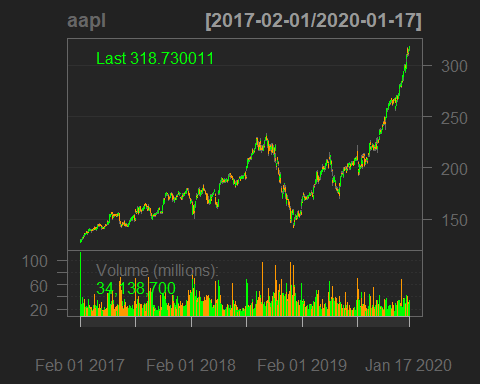 aapl [2017-02-01/2020-01-17]
Last 318.730011
300
250
200
150
Volume (millions):
34,138,700
100
60
20
Feb 01 2017 Feb 01 2018 Feb 01 2019 Jan 17 2020